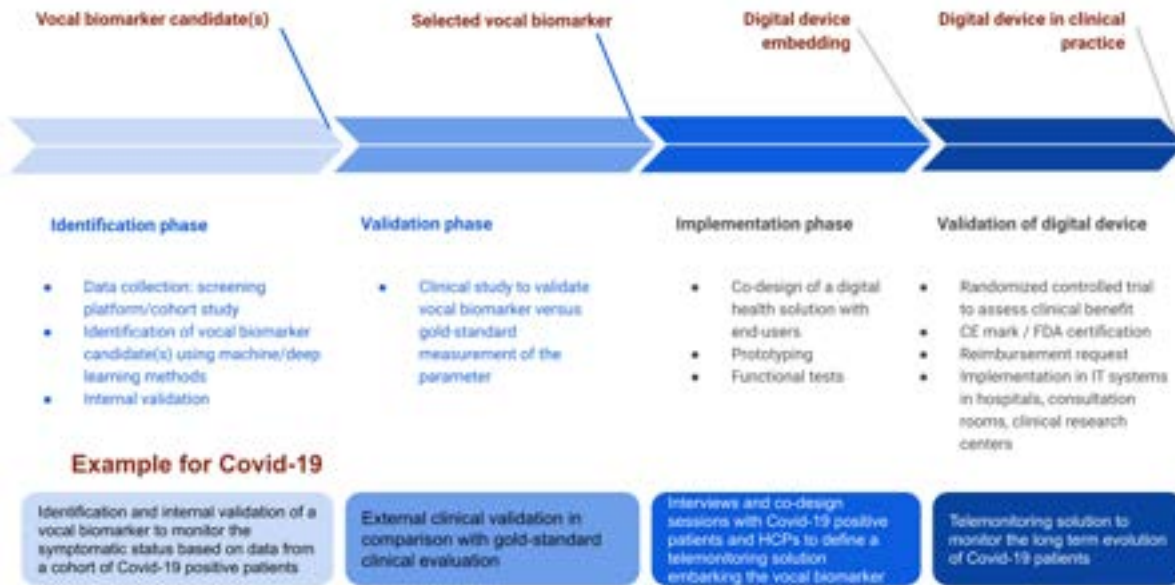 Vocal biomarker candidate(s)
Selected vocal biomarker
Digital device
embedding
Digital device in clinical
practice
Identification phase
• Data collection: screening
platform/cohort study
• Identification of vocal biomarker
candidate(s) using machine/deep
learning methods
• Internal validation
Validation phase
• Clinical study to validate
vocal biomarker versus
gold-standard
measurement of the
parameter
Implementation phase
• Co-design of a digital
health solution with
end-users
• Prototyping
• Functional tests
Validation of digital device
• Randomized controlled trial
to assess clinical benefit
• CE mark / FDA certification
• Reimbursement request
• Implementation in IT systems
in hospitals, consultation
rooms, clinical research
centers
Example for Covid-19
Identification and internal validation of a
vocal biomarker to monitor the
symptomatic status based on data from
a cohort of Covid-19 positive patients
External clinical validation in
comparison with gold-standard
clinical evaluation
Interviews and co-design
sessions with Covid-19 positive
patients and HCPs to define a
telemonitoring solution
embarking the vocal biomarker
Telemonitoring solution to
monitor the long term evolution
of Covid-19 patients